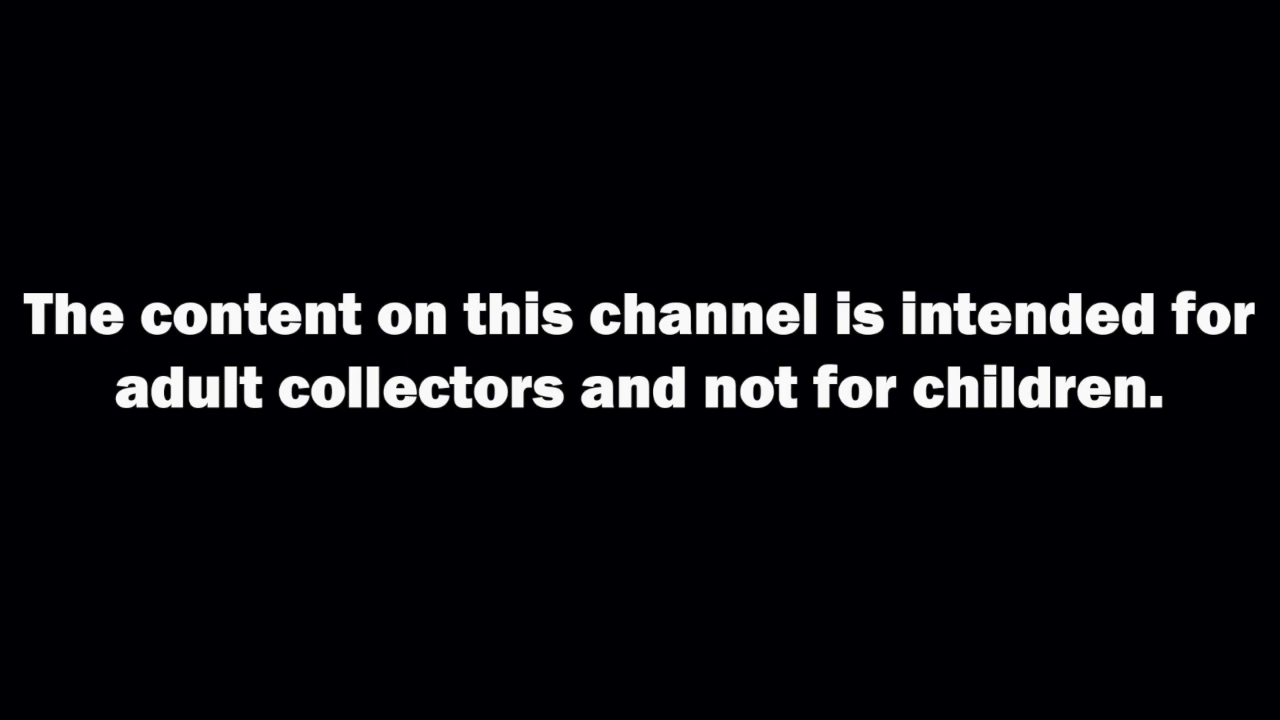 The content on this channel is intended for
adult collectors and not for children.